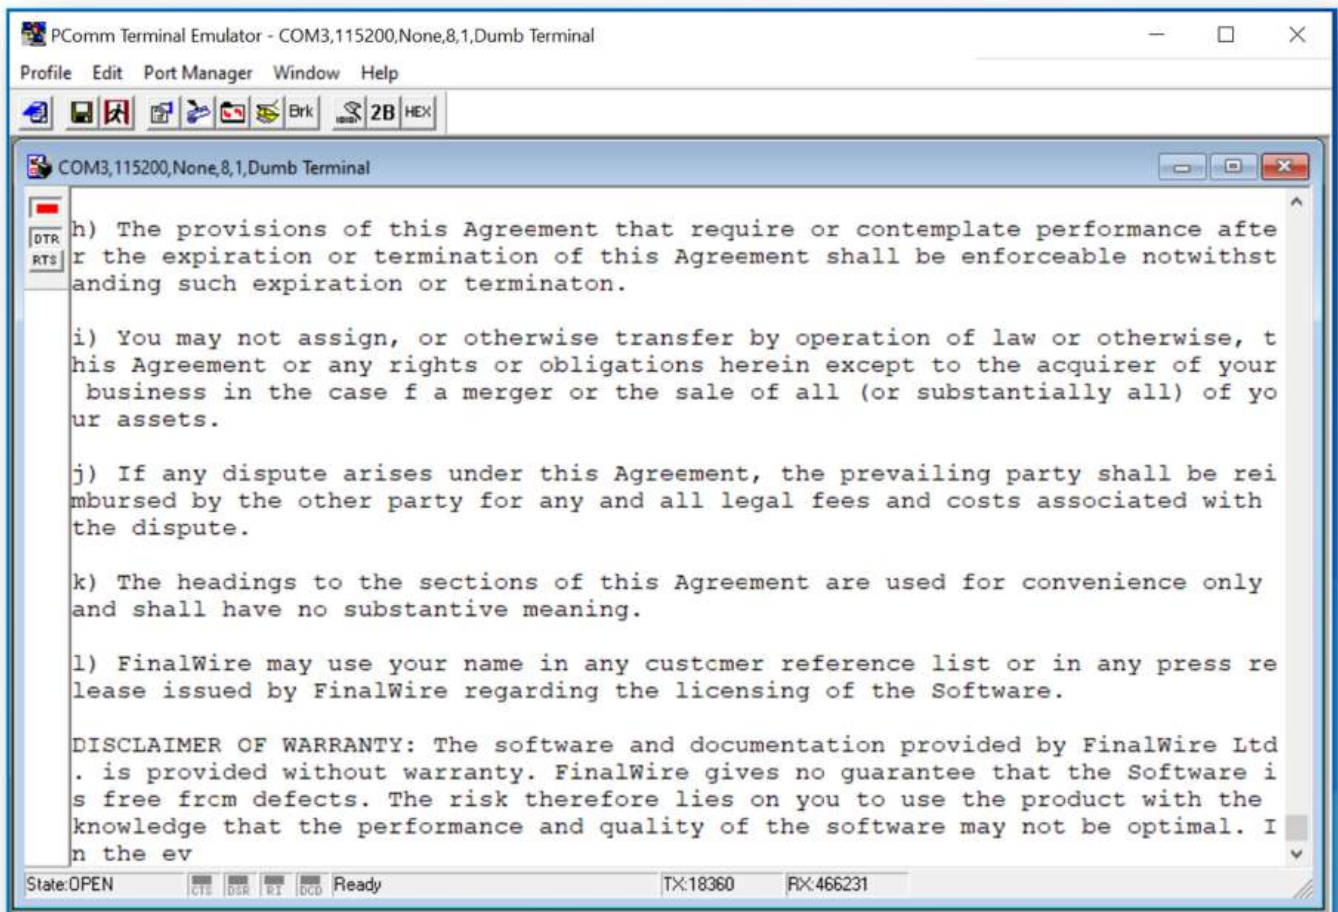 PComm Terminal Emulator - COM3,115200,None,8,1,Dumb Terminal
Profile Edit Port Manager Window Help
Brk 2B HEX
COM3,115200,None,8,1,Dumb Terminal
DTR
RTS
h) The provisions of this Agreement that require or contemplate performance afte
r the expiration or termination of this Agreement shall be enforceable notwithst
anding such expiration or terminaton.
i) You may not assign, or otherwise transfer by operation of law or otherwise, t
his Agreement or any rights or obligations herein except to the acquirer of your
business in the case f a merger or the sale of all (or substantially all) of yo
ur assets.
j) If any dispute arises under this Agreement, the prevailing party shall be rei
mbursed by the other party for any and all legal fees and costs associated with
the dispute.
k) The headings to the sections of this Agreement are used for convenience only
and shall have no substantive meaning.
l) FinalWire may use your name in any custcmer reference list or in any press re
lease issued by FinalWire regarding the licensing of the Software.
DISCLAIMER OF WARRANTY: The software and documentation provided by FinalWire Ltd
. is provided without warranty. FinalWire gives no guarantee that the Software i
s free frcm defects. The risk therefore lies on you to use the product with the
knowledge that the performance and quality of the software may not be optimal. I
n the ev
State:OPEN CTS DSR RI DCD Ready TX:18360 RX:466231